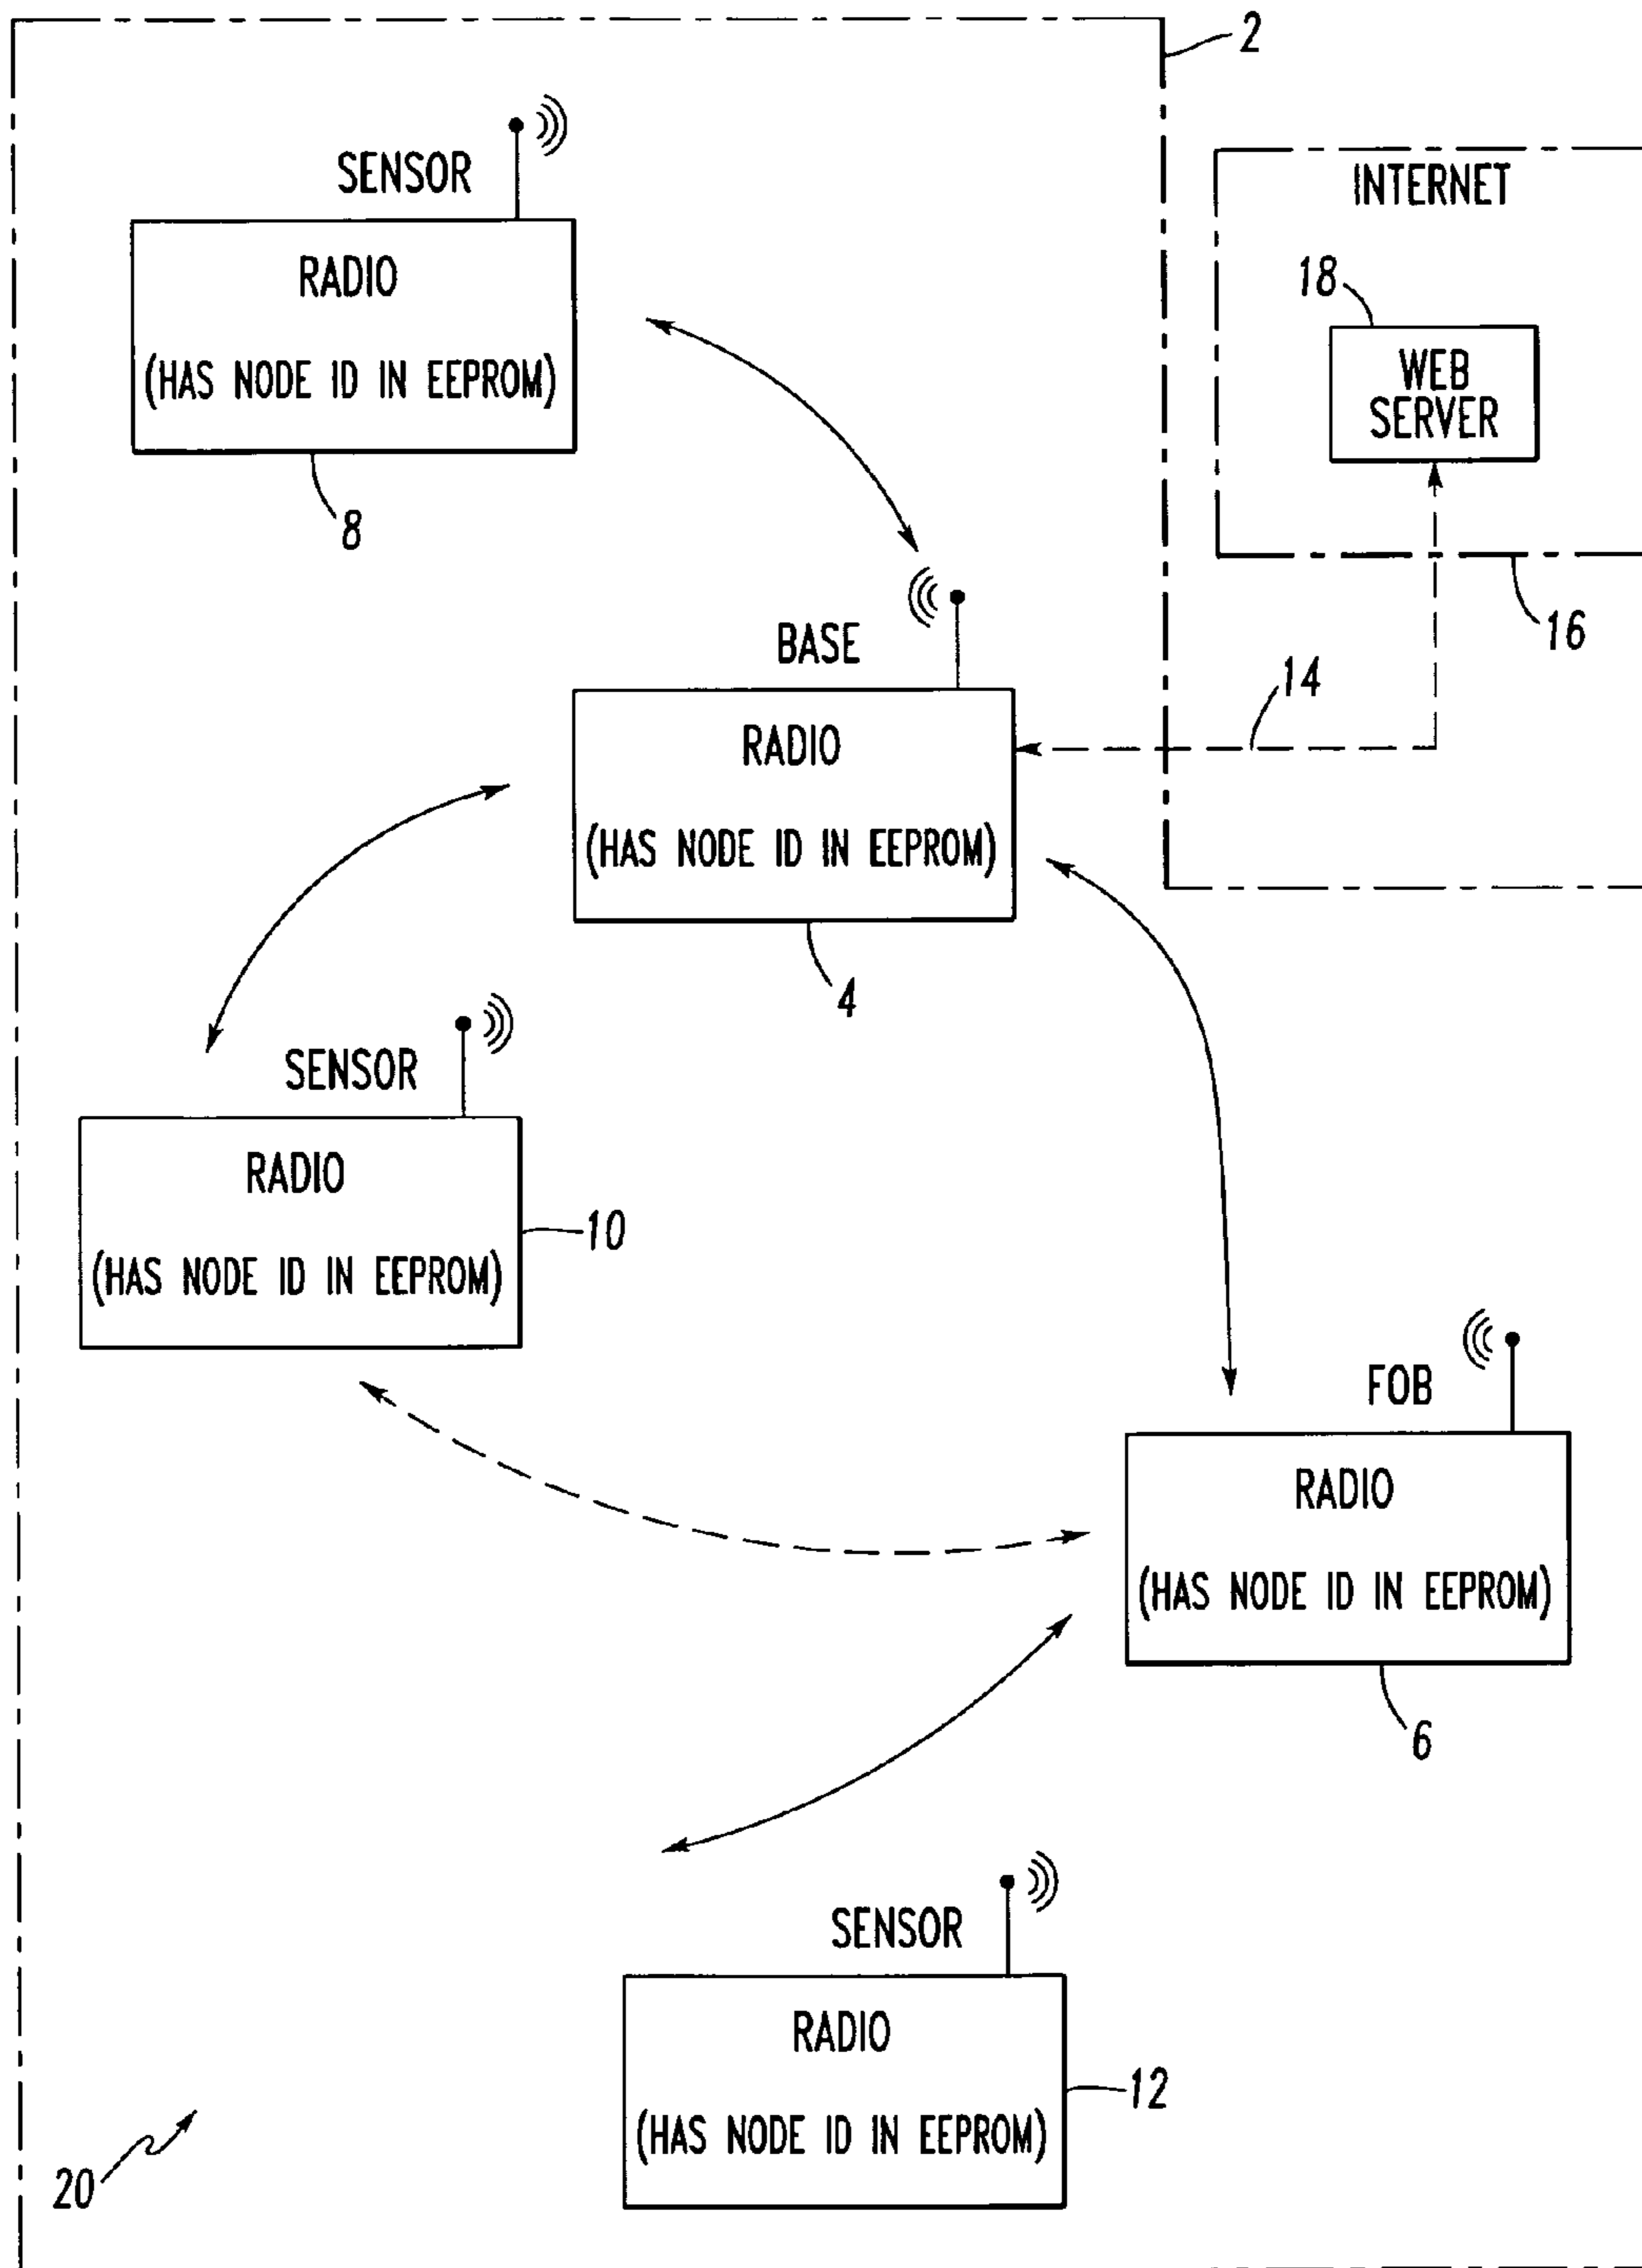 2
SENSOR
RADIO
(HAS NODE ID IN EEPROM)
8
INTERNET
18
WEB
SERVER
16
14
BASE
RADIO
(HAS NODE ID IN EEPROM)
4
SENSOR
RADIO
(HAS NODE ID IN EEPROM)
10
FOB
RADIO
(HAS NODE ID IN EEPROM)
6
SENSOR
RADIO
(HAS NODE ID IN EEPROM)
12
20